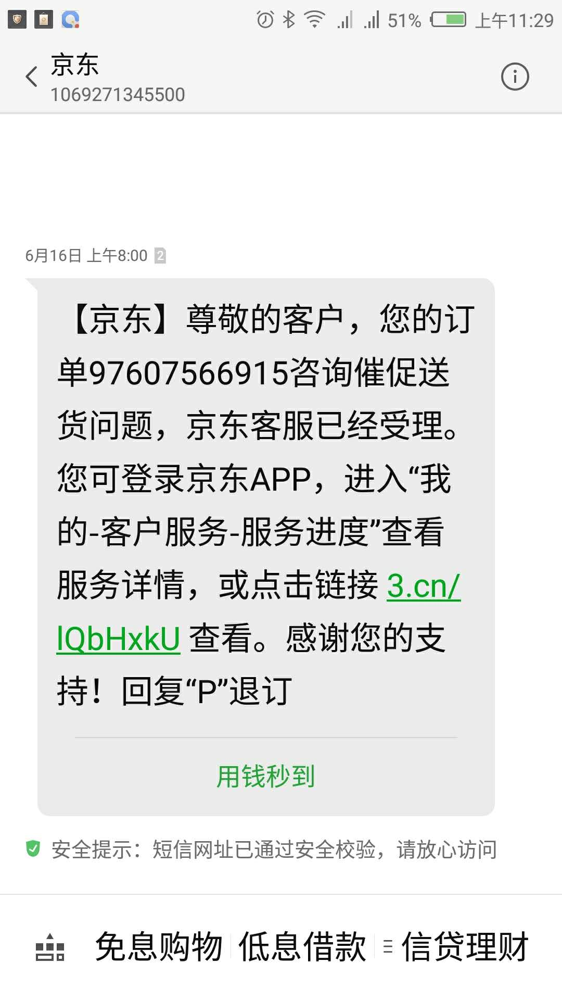 51% 上午11:29
京东
1069271345500
6月16日 上午8:00 2
【京东】尊敬的客户，您的订
单97607566915咨询催促送
货问题，京东客服已经受理。
您可登录京东APP，进入“我
的-客户服务-服务进度”查看
服务详情，或点击链接 3.cn/
lQbHxkU 查看。感谢您的支
持！回复“P”退订
用钱秒到
安全提示：短信网址已通过安全校验，请放心访问
免息购物 低息借款 信贷理财